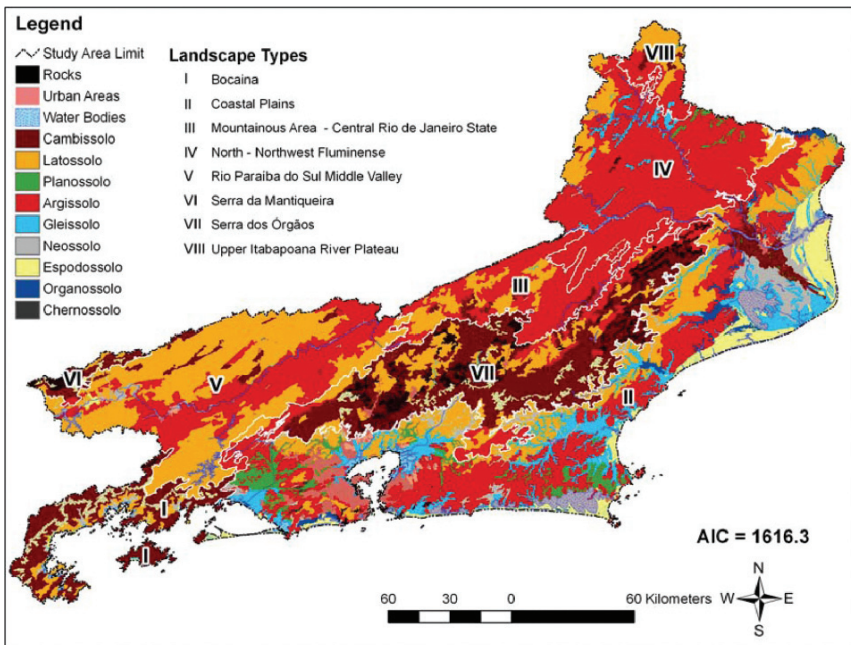 Legend
Study Area Limit
Rocks
Urban Areas
Water Bodies
Cambissolo
Latossolo
Planossolo
Argissolo
Gleissolo
Neossolo
Espodossolo
Organossolo
Chernossolo
Landscape Types
I Bocaina
II Coastal Plains
III Mountainous Area - Central Rio de Janeiro State
IV North - Northwest Fluminense
V Rio Paraiba do Sul Middle Valley
VI Serra da Mantiqueira
VII Serra dos Órgãos
VIII Upper Itabapoana River Plateau
VIII
IV
III
VI
V
VII
II
I
I
AIC = 1616.3
60 30 0 60 Kilometers
N
W E
S